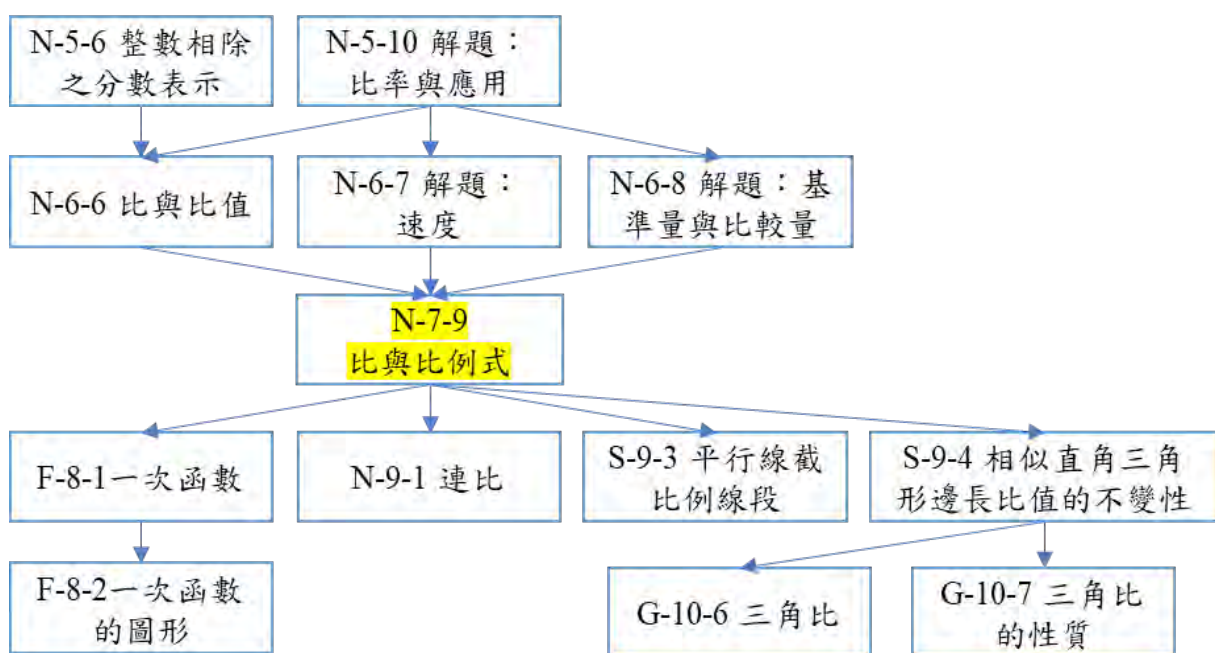 N-5-6 整數相除
之分數表示
N-5-10 解題：
比率與應用
N-6-6 比與比值
N-6-7 解題：
速度
N-6-8 解題：基
準量與比較量
N-7-9
比與比例式
F-8-1一次函數
N-9-1 連比
S-9-3 平行線截
比例線段
S-9-4 相似直角三角
形邊長比值的不變性
F-8-2一次函數
的圖形
G-10-6 三角比
G-10-7 三角比
的性質